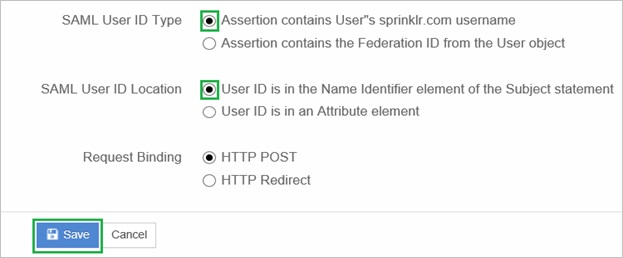 SAML User ID Type Assertion contains User"s sprinklr.com username
Assertion contains the Federation ID from the User object
SAML User ID Location User ID is in the Name Identifier element of the Subject statement
User ID is in an Attribute element
Request Binding HTTP POST
HTTP Redirect
Save Cancel